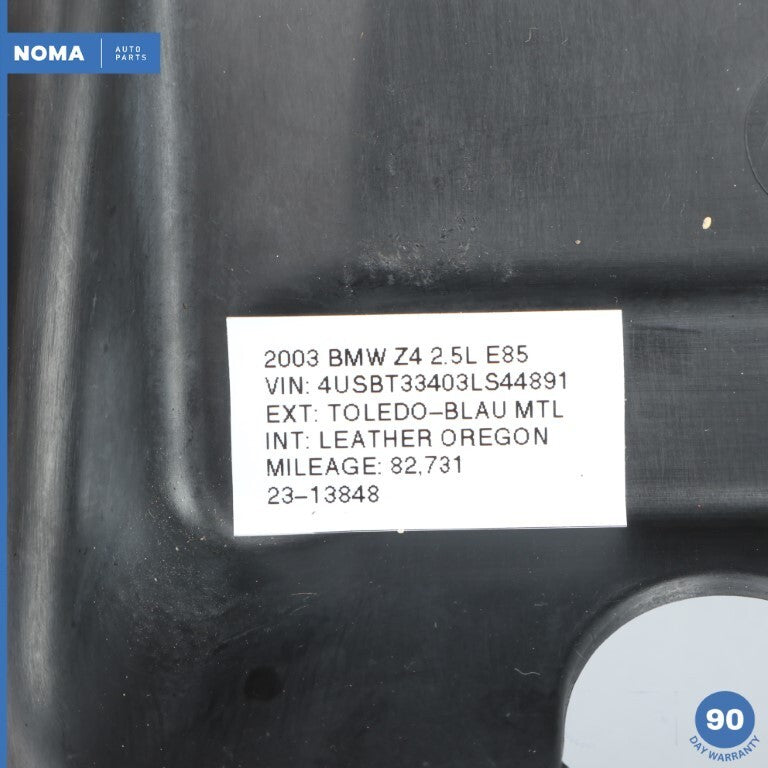 NOMA AUTO PARTS
2003 BMW Z4 2.5L E85
VIN: 4USBT33403LS44891
EXT: TOLEDO-BLAU MTL
INT: LEATHER OREGON
MILEAGE: 82,731
23-13848
90
DAY WARRANTY